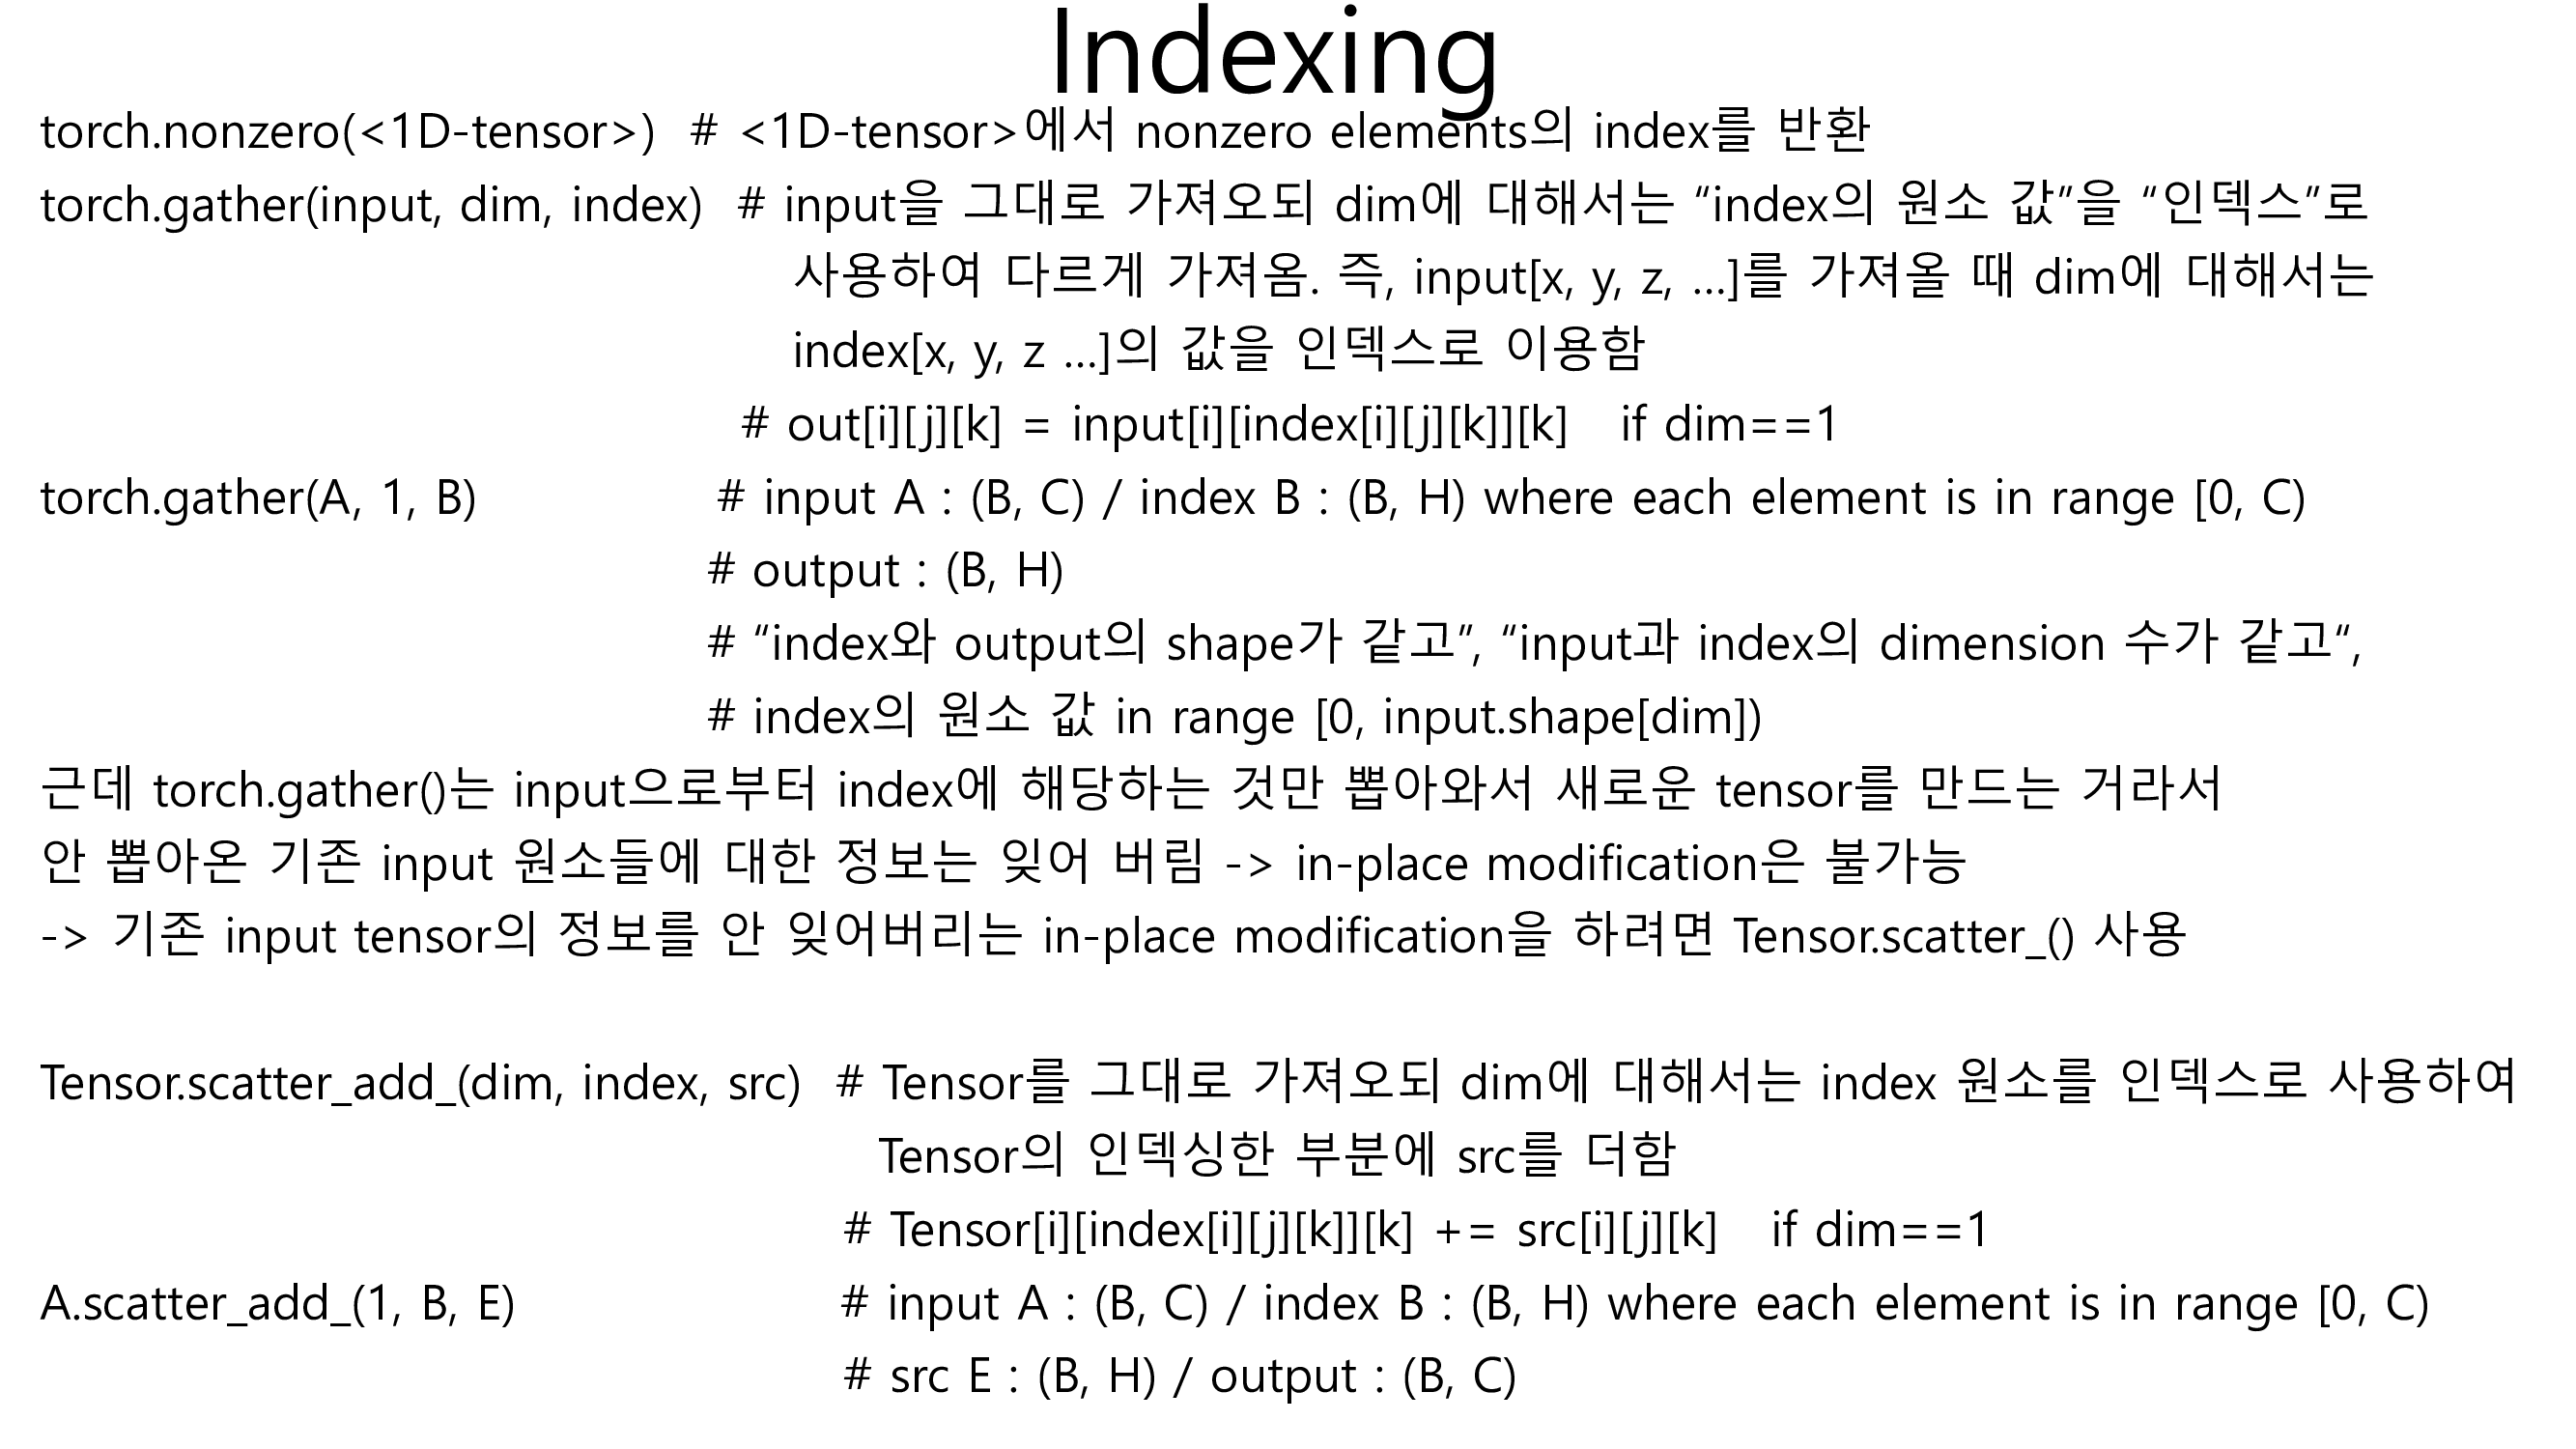 Indexing
torch.nonzero(<1D-tensor>) # <1D-tensor>에서 nonzero elements의 index를 반환
torch.gather(input, dim, index) # input을 그대로 가져오되 dim에 대해서는 “index의 원소 값”을 “인덱스”로
사용하여 다르게 가져옴. 즉, input[x, y, z, …]를 가져올 때 dim에 대해서는
index[x, y, z …]의 값을 인덱스로 이용함
# out[i][j][k] = input[i][index[i][j][k]][k] if dim==1
torch.gather(A, 1, B) # input A : (B, C) / index B : (B, H) where each element is in range [0, C)
# output : (B, H)
# “index와 output의 shape가 같고”, “input과 index의 dimension 수가 같고“,
# index의 원소 값 in range [0, input.shape[dim])
근데 torch.gather()는 input으로부터 index에 해당하는 것만 뽑아와서 새로운 tensor를 만드는 거라서
안 뽑아온 기존 input 원소들에 대한 정보는 잊어 버림 -> in-place modification은 불가능
-> 기존 input tensor의 정보를 안 잊어버리는 in-place modification을 하려면 Tensor.scatter_() 사용
Tensor.scatter_add_(dim, index, src) # Tensor를 그대로 가져오되 dim에 대해서는 index 원소를 인덱스로 사용하여
Tensor의 인덱싱한 부분에 src를 더함
# Tensor[i][index[i][j][k]][k] += src[i][j][k] if dim==1
A.scatter_add_(1, B, E) # input A : (B, C) / index B : (B, H) where each element is in range [0, C)
# src E : (B, H) / output : (B, C)